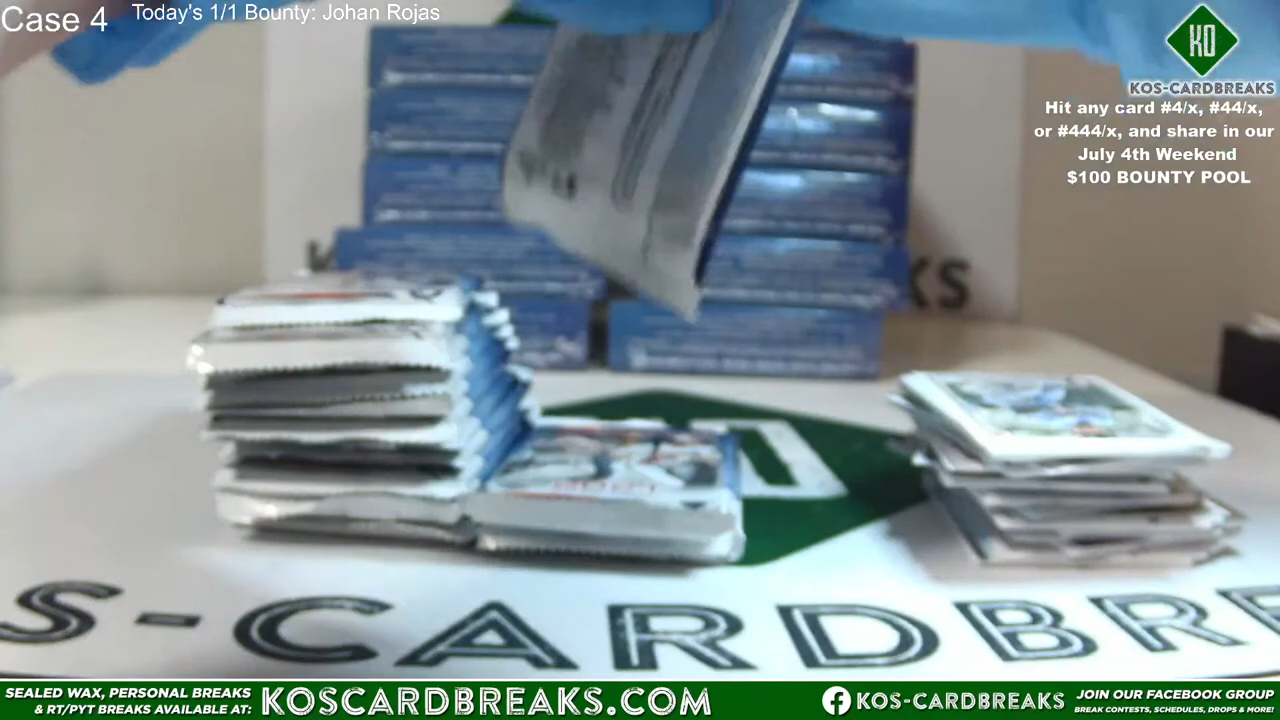 Case 4
Today's 1/1 Bounty: Johan Rojas
KO
KOS-CARDBREAKS
Hit any card #4/x, #44/x,
or #444/x, and share in our
July 4th Weekend
$100 BOUNTY POOL
KS
S-CARDBRE
SEALED WAX, PERSONAL BREAKS
& RT/PYT BREAKS AVAILABLE AT:
KOSCARDBREAKS.COM
KOS-CARDBREAKS
JOIN OUR FACEBOOK GROUP
BREAK CONTESTS, SCHEDULES, DROPS & MORE!